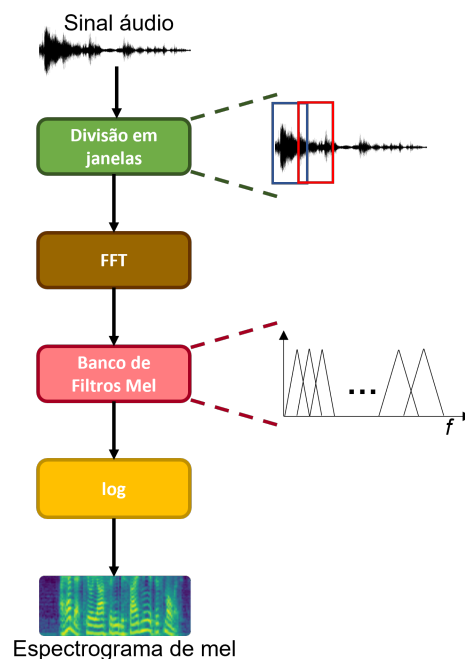 Sinal áudio
Divisão em
janelas
FFT
Banco de
Filtros Mel
...
f
log
Espectrograma de mel